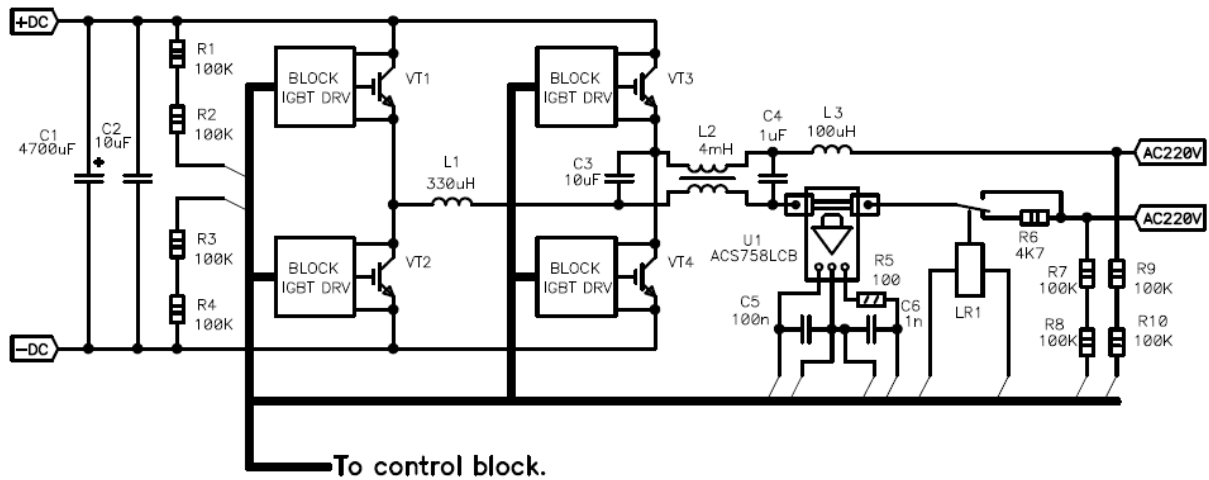 +DC
-DC
C1
4700uF
C2
10uF
+
R1
100K
R2
100K
R3
100K
R4
100K
BLOCK
IGBT DRV
VT1
BLOCK
IGBT DRV
VT2
L1
330uH
BLOCK
IGBT DRV
VT3
BLOCK
IGBT DRV
VT4
C3
10uF
L2
4mH
C4
1uF
L3
100uH
U1
ACS758LCB
R5
100
C5
100n
C6
1n
LR1
R6
4K7
R7
100K
R8
100K
R9
100K
R10
100K
AC220V
AC220V
To control block.